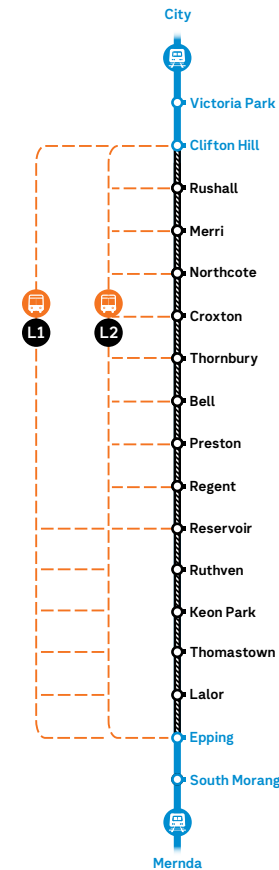 City
Victoria Park
Clifton Hill
Rushall
Merri
Northcote
Croxton
L1
L2
Thornbury
Bell
Preston
Regent
Reservoir
Ruthven
Keon Park
Thomastown
Lalor
Epping
South Morang
Mernda